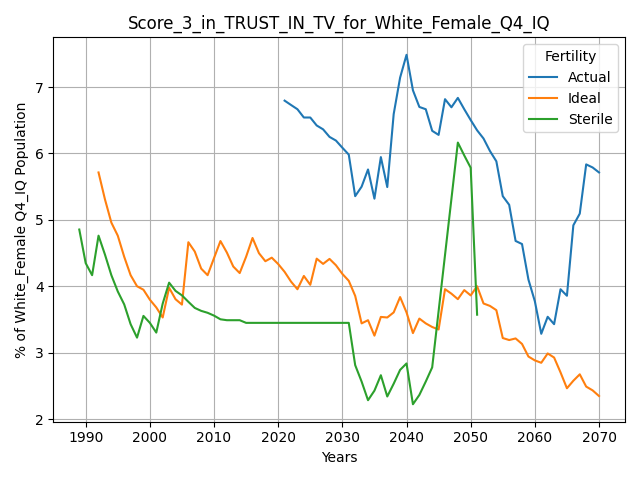 Score_3_in_TRUST_IN_TV_for_White_Female_Q4_IQ
% of White_Female Q4_IQ Population
7
6
5
4
3
2
Fertility
Actual
Ideal
Sterile
1990 2000 2010 2020 2030 2040 2050 2060 2070
Years